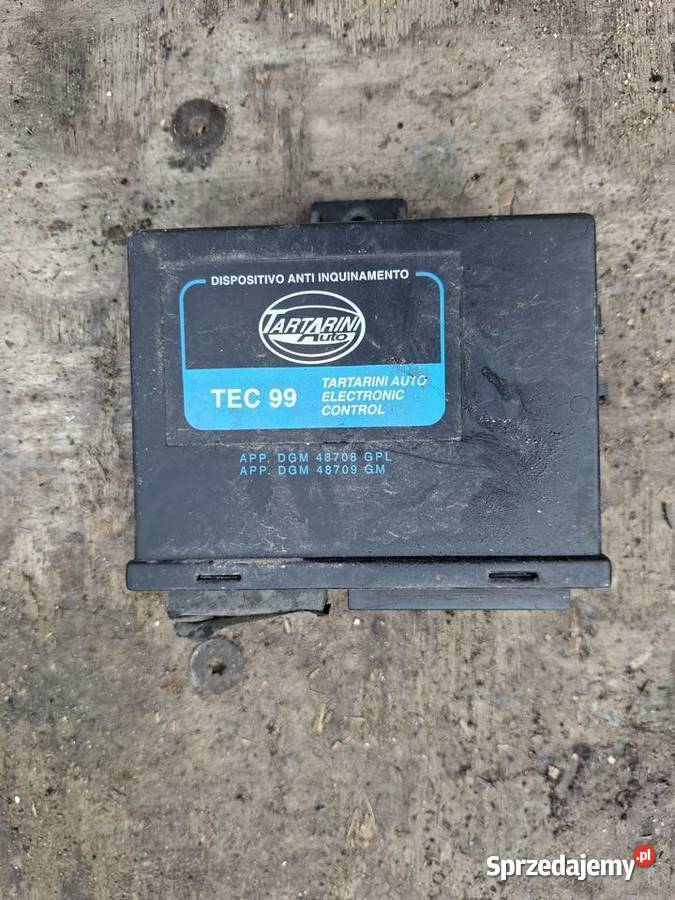 DISPOSITIVO ANTI INQUINAMENTO
TARTARINI
Auto
TEC 99
TARTARINI AUTO
ELECTRONIC
CONTROL
APP. DGM 48708 GPL
APP. DGM 48709 GM
Sprzedajemy.pl